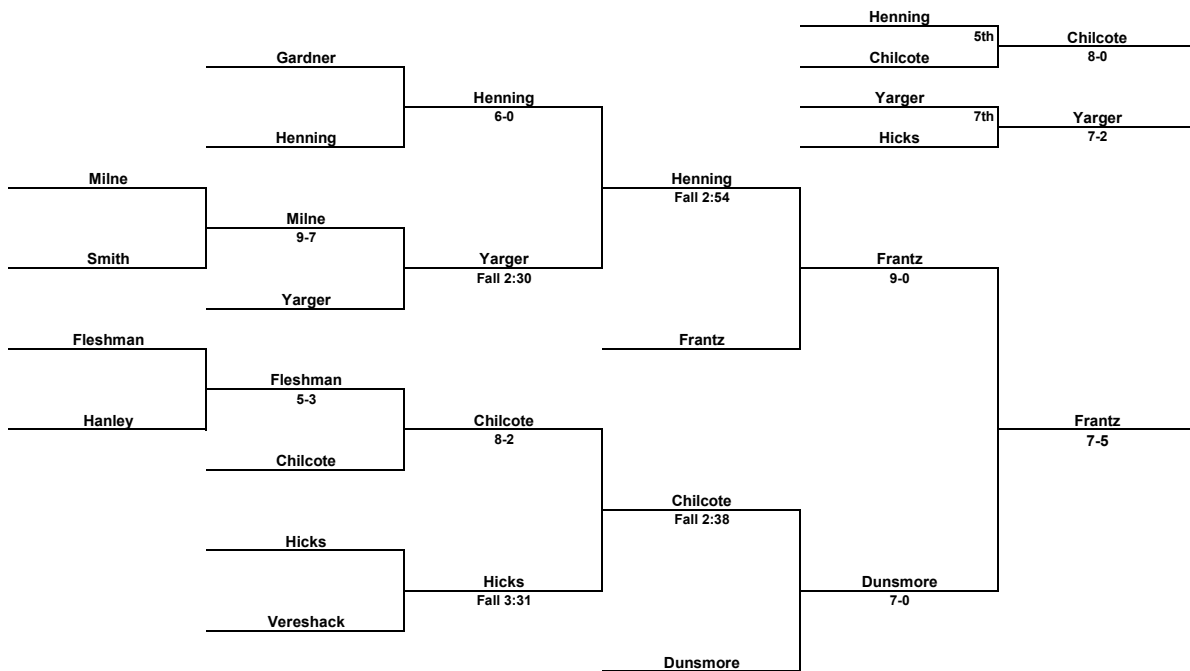 Henning
5th
Chilcote
8-0
Chilcote
Gardner
Yarger
Henning
6-0
7th
Yarger
7-2
Henning
Hicks
Milne
Henning
Fall 2:54
Milne
9-7
Smith
Yarger
Fall 2:30
Frantz
9-0
Yarger
Fleshman
Frantz
Fleshman
5-3
Hanley
Chilcote
8-2
Frantz
7-5
Chilcote
Chilcote
Fall 2:38
Hicks
Hicks
Fall 3:31
Dunsmore
7-0
Vereshack
Dunsmore